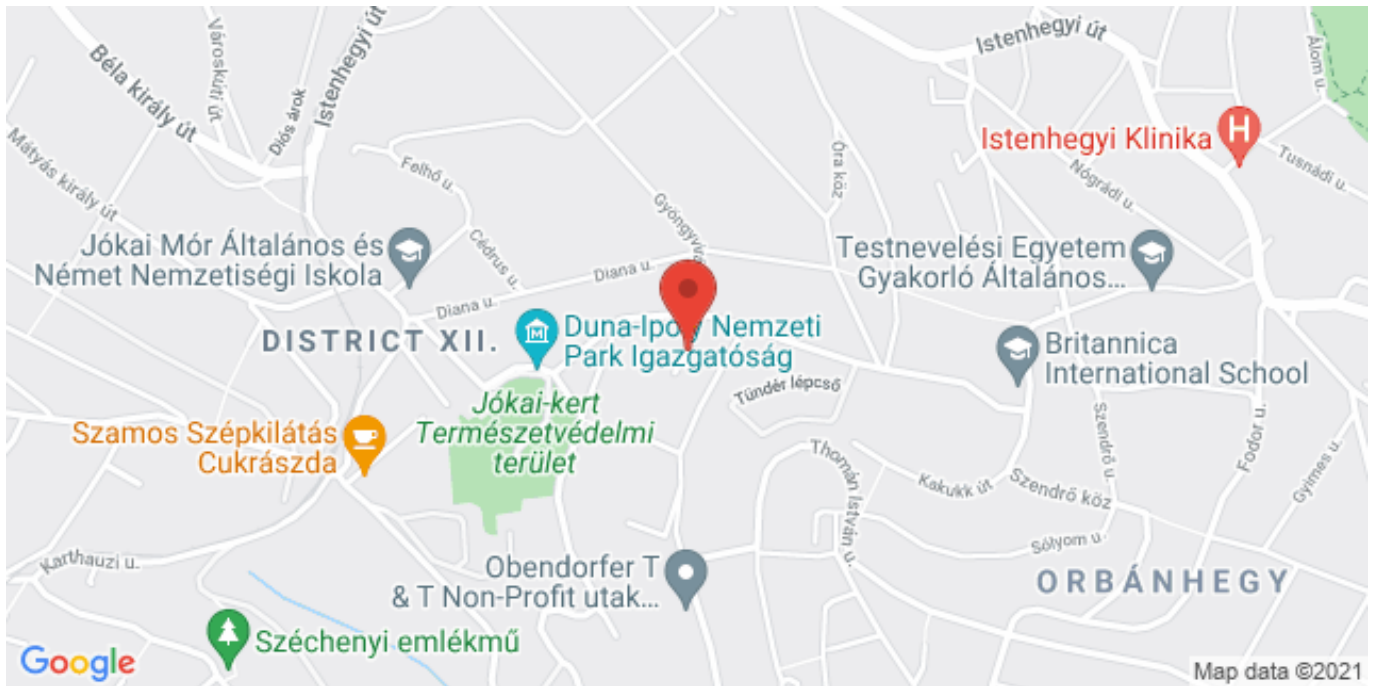 Béla király út
Városkúti út.
Diós árok
Istenhegyi út
Mátyás király út
Felhő u.
Cédrus u.
Gyöngyvira
Óra köz
Istenhegyi út
Álom u.
Istenhegyi Klinika
H
Tusnádi u.
Nógrádi u.
Jókai Mór Általános és
Német Nemzetiségi Iskola
Diana u.
Diana u.
Testnevelési Egyetem
Gyakorló Általános...
DISTRICT XII.
M
Duna-Ipoly Nemzeti
Park Igazgatóság
Britannica
International School
Tündér lépcső
Jókai-kert
Természetvédelmi
terület
Szamos Szépkilátás
Cukrászda
Thomán István u.
Kakukk út
Szendrő köz
Szendrő u.
Fodor u.
Gyimes u.
Sólyom u.
Karthauzi u.
Obendorfer T
& T Non-Profit utak...
ORBÁNHEGY
Széchenyi emlékmű
Google
Map data ©2021